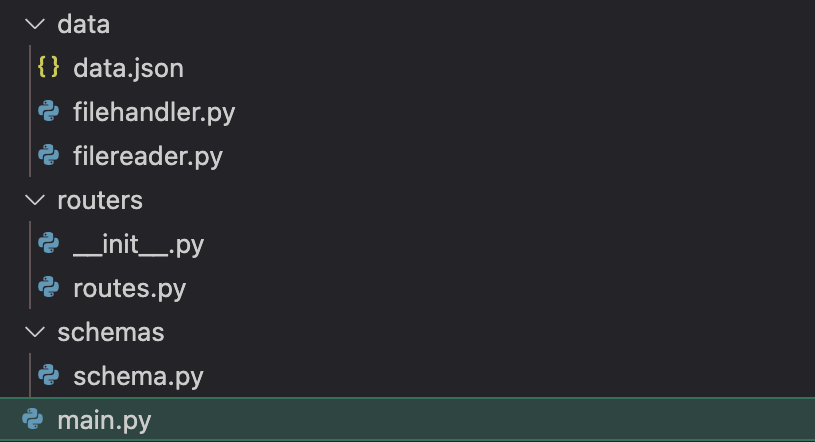 data
{} data.json
filehandler.py
filereader.py
routers
__init__.py
routes.py
schemas
schema.py
main.py